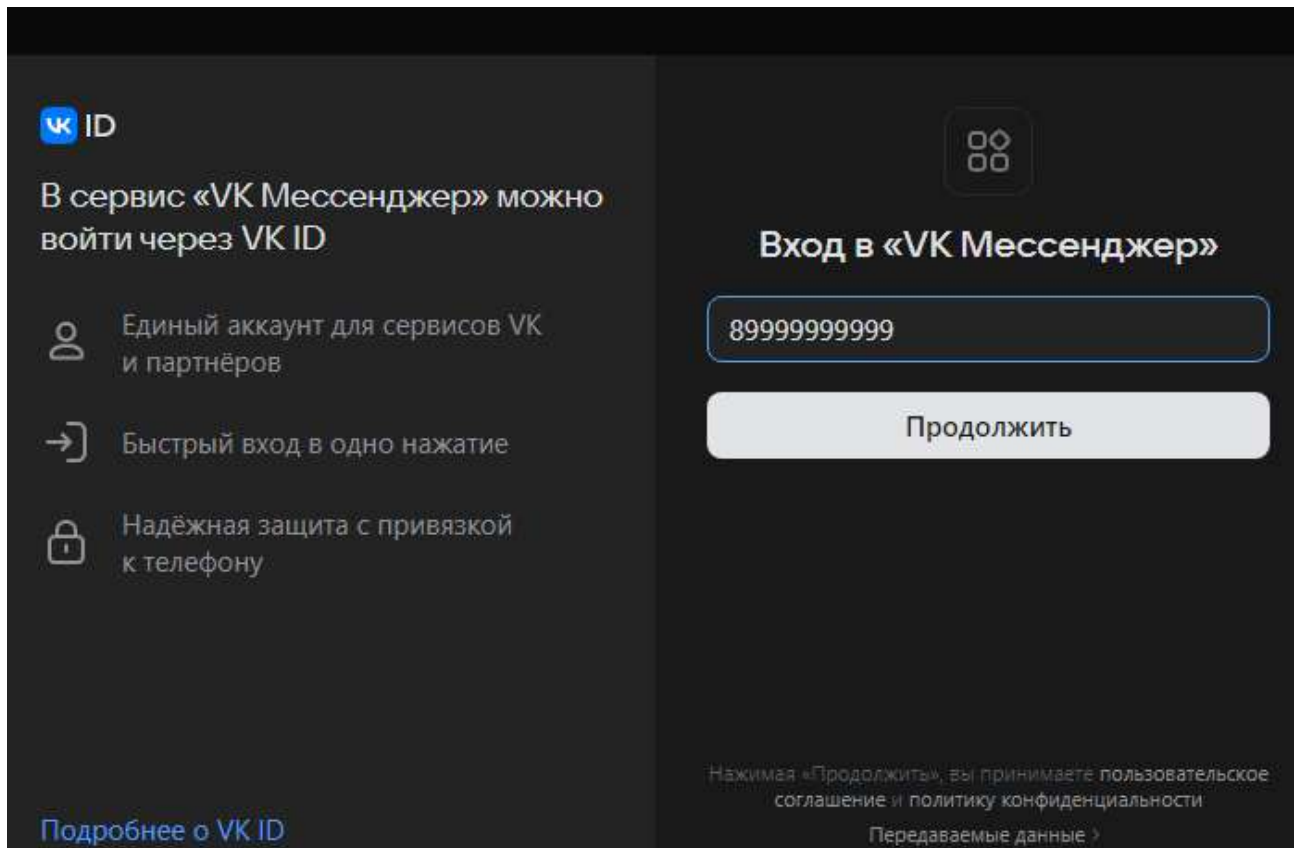 VK ID
В сервис «VK Мессенджер» можно
войти через VK ID
Единый аккаунт для сервисов VK
и партнёров
Быстрый вход в одно нажатие
Надёжная защита с привязкой
к телефону
Подробнее о VK ID
Вход в «VK Мессенджер»
89999999999
Продолжить
Нажимая «Продолжить», вы принимаете пользовательское
соглашение и политику конфиденциальности
Передаваемые данные